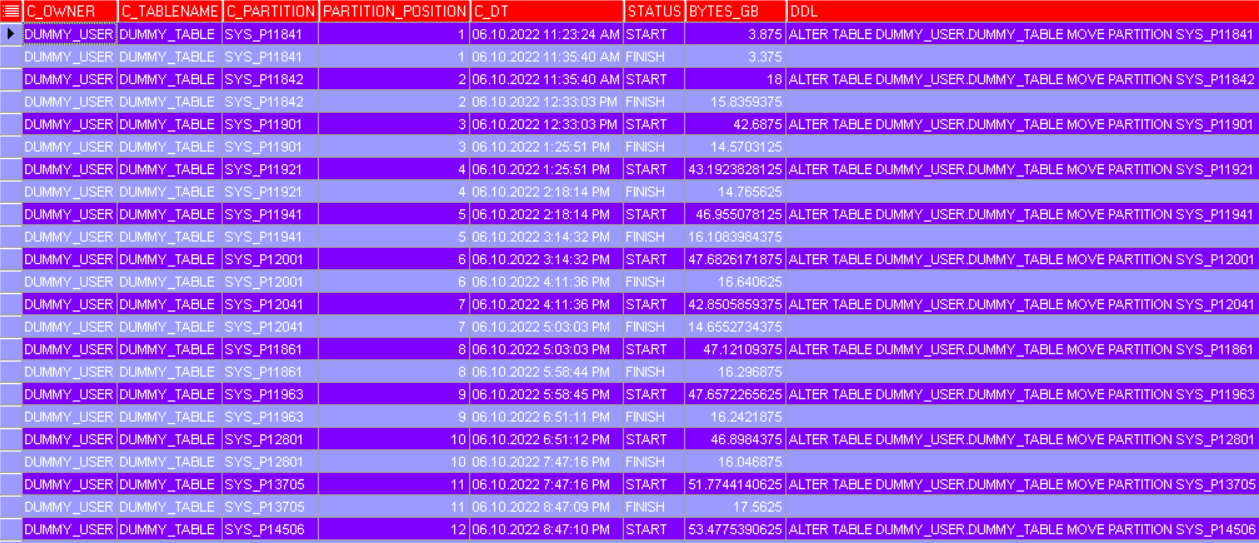 C_OWNER C_TABLENAME C_PARTITION PARTITION_POSITION C_DT STATUS BYTES_GB DDL
DUMMY_USER DUMMY_TABLE SYS_P11841 1 06.10.2022 11:23:24 AM START 3.875 ALTER TABLE DUMMY_USER.DUMMY_TABLE MOVE PARTITION SYS_P11841
DUMMY_USER DUMMY_TABLE SYS_P11841 1 06.10.2022 11:35:40 AM FINISH 3.375
DUMMY_USER DUMMY_TABLE SYS_P11842 2 06.10.2022 11:35:40 AM START 18 ALTER TABLE DUMMY_USER.DUMMY_TABLE MOVE PARTITION SYS_P11842
DUMMY_USER DUMMY_TABLE SYS_P11842 2 06.10.2022 12:33:03 PM FINISH 15.8359375
DUMMY_USER DUMMY_TABLE SYS_P11901 3 06.10.2022 12:33:03 PM START 42.6875 ALTER TABLE DUMMY_USER.DUMMY_TABLE MOVE PARTITION SYS_P11901
DUMMY_USER DUMMY_TABLE SYS_P11901 3 06.10.2022 1:25:51 PM FINISH 14.5703125
DUMMY_USER DUMMY_TABLE SYS_P11921 4 06.10.2022 1:25:51 PM START 43.1923828125 ALTER TABLE DUMMY_USER.DUMMY_TABLE MOVE PARTITION SYS_P11921
DUMMY_USER DUMMY_TABLE SYS_P11921 4 06.10.2022 2:18:14 PM FINISH 14.765625
DUMMY_USER DUMMY_TABLE SYS_P11941 5 06.10.2022 2:18:14 PM START 46.955078125 ALTER TABLE DUMMY_USER.DUMMY_TABLE MOVE PARTITION SYS_P11941
DUMMY_USER DUMMY_TABLE SYS_P11941 5 06.10.2022 3:14:32 PM FINISH 16.1083984375
DUMMY_USER DUMMY_TABLE SYS_P12001 6 06.10.2022 3:14:32 PM START 47.6826171875 ALTER TABLE DUMMY_USER.DUMMY_TABLE MOVE PARTITION SYS_P12001
DUMMY_USER DUMMY_TABLE SYS_P12001 6 06.10.2022 4:11:36 PM FINISH 16.640625
DUMMY_USER DUMMY_TABLE SYS_P12041 7 06.10.2022 4:11:36 PM START 42.8505859375 ALTER TABLE DUMMY_USER.DUMMY_TABLE MOVE PARTITION SYS_P12041
DUMMY_USER DUMMY_TABLE SYS_P12041 7 06.10.2022 5:03:03 PM FINISH 14.6552734375
DUMMY_USER DUMMY_TABLE SYS_P11861 8 06.10.2022 5:03:03 PM START 47.12109375 ALTER TABLE DUMMY_USER.DUMMY_TABLE MOVE PARTITION SYS_P11861
DUMMY_USER DUMMY_TABLE SYS_P11861 8 06.10.2022 5:58:44 PM FINISH 16.296875
DUMMY_USER DUMMY_TABLE SYS_P11963 9 06.10.2022 5:58:45 PM START 47.6572265625 ALTER TABLE DUMMY_USER.DUMMY_TABLE MOVE PARTITION SYS_P11963
DUMMY_USER DUMMY_TABLE SYS_P11963 9 06.10.2022 6:51:11 PM FINISH 16.2421875
DUMMY_USER DUMMY_TABLE SYS_P12801 10 06.10.2022 6:51:12 PM START 46.8984375 ALTER TABLE DUMMY_USER.DUMMY_TABLE MOVE PARTITION SYS_P12801
DUMMY_USER DUMMY_TABLE SYS_P12801 10 06.10.2022 7:47:16 PM FINISH 16.046875
DUMMY_USER DUMMY_TABLE SYS_P13705 11 06.10.2022 7:47:16 PM START 51.7744140625 ALTER TABLE DUMMY_USER.DUMMY_TABLE MOVE PARTITION SYS_P13705
DUMMY_USER DUMMY_TABLE SYS_P13705 11 06.10.2022 8:47:09 PM FINISH 17.5625
DUMMY_USER DUMMY_TABLE SYS_P14506 12 06.10.2022 8:47:10 PM START 53.4775390625 ALTER TABLE DUMMY_USER.DUMMY_TABLE MOVE PARTITION SYS_P14506